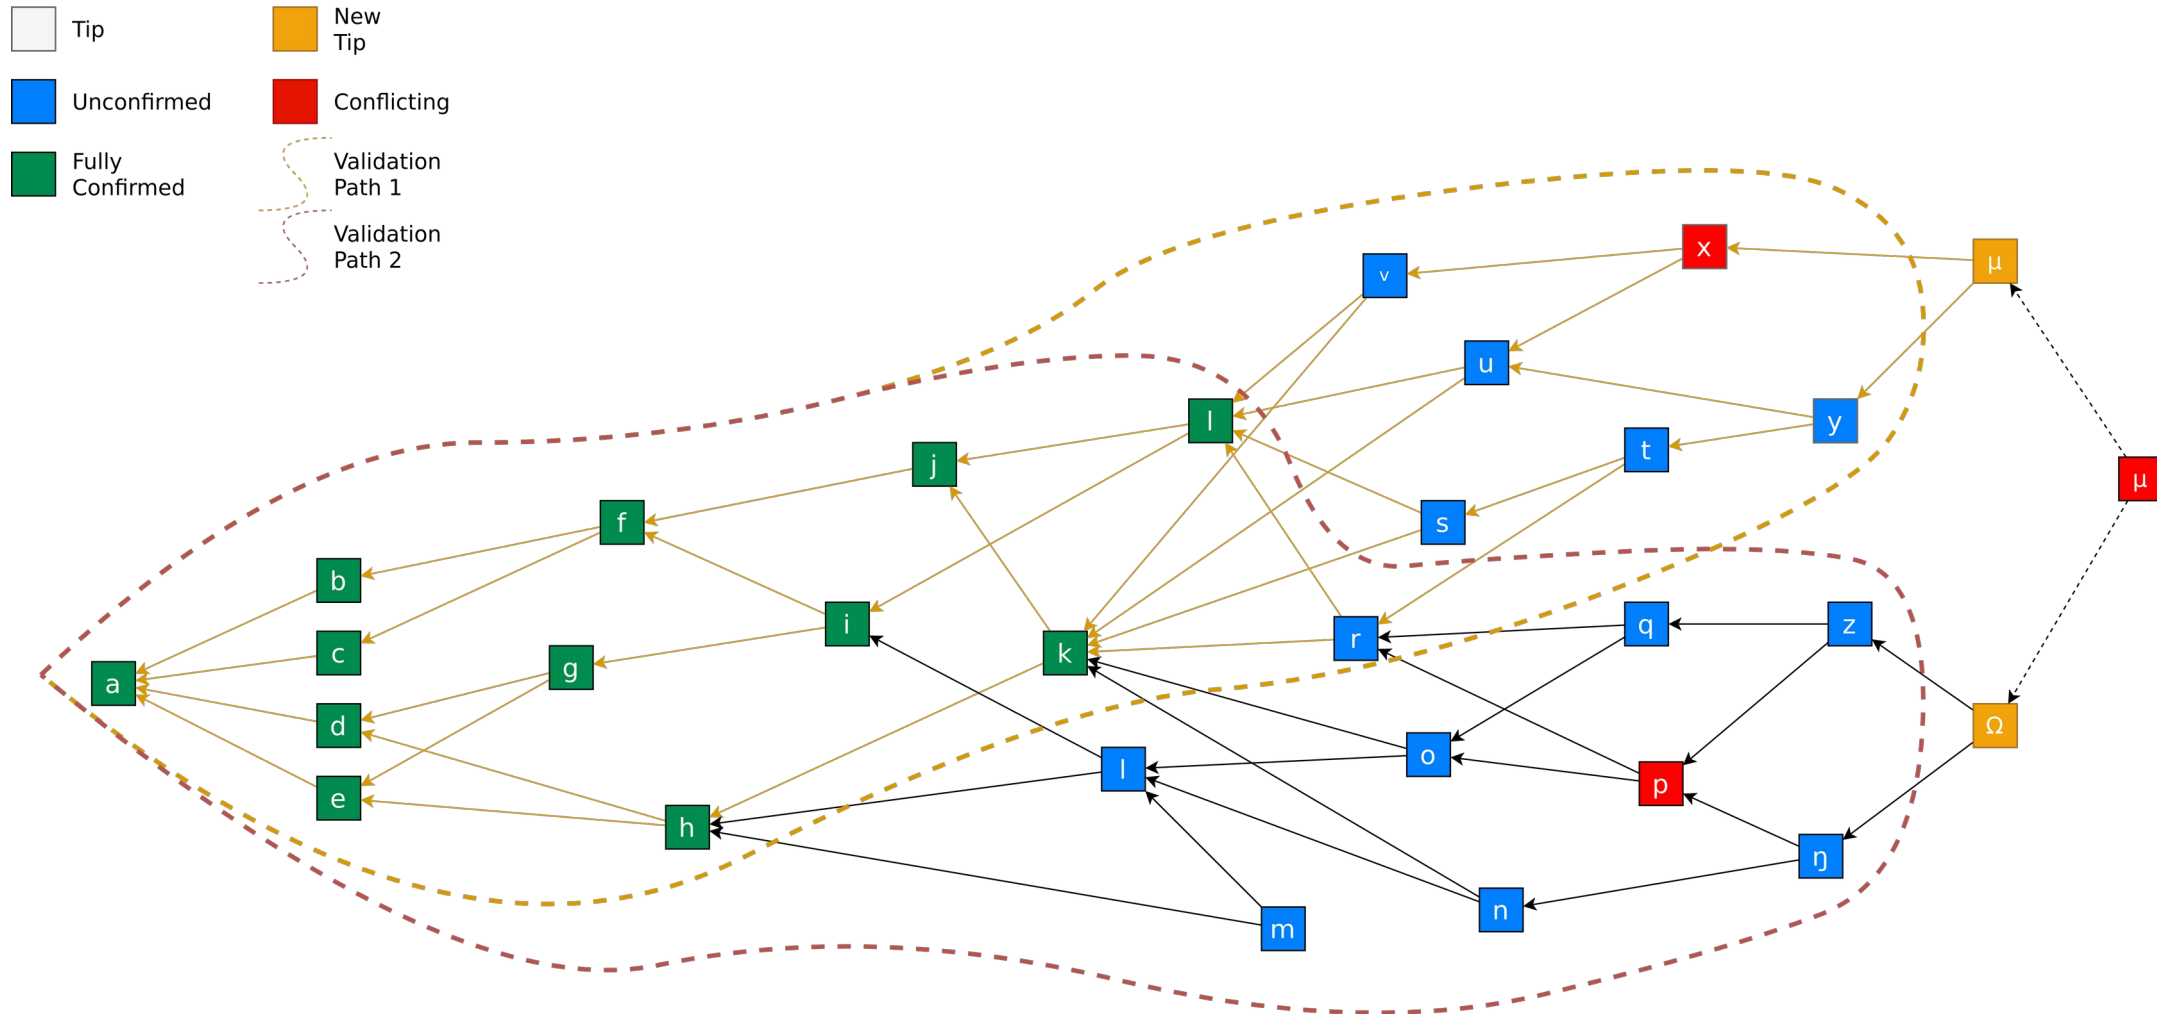 Tip
New
Tip
Unconfirmed
Conflicting
Fully
Confirmed
Validation
Path 1
Validation
Path 2
x
μ
v
u
l
y
t
j
μ
f
s
b
i
q
z
r
c
k
g
a
d
Ω
o
l
p
e
h
ŋ
n
m